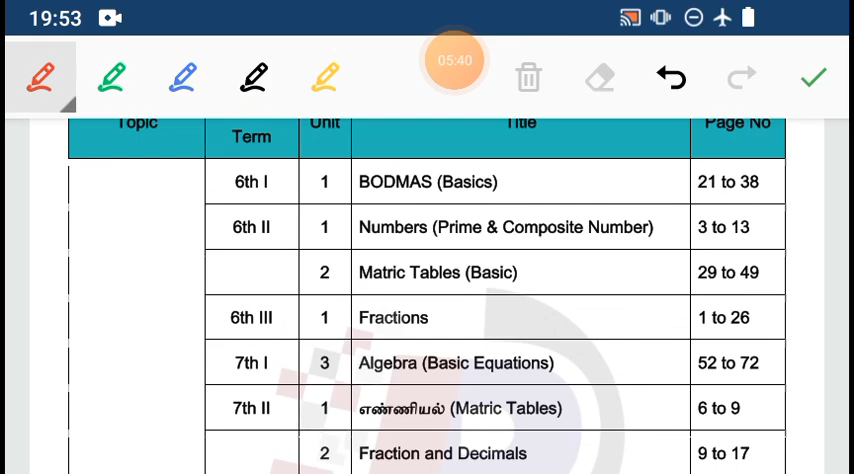 19:53
05:40
Topic Term Unit Title Page No
6th I 1 BODMAS (Basics) 21 to 38
6th II 1 Numbers (Prime & Composite Number) 3 to 13
2 Matric Tables (Basic) 29 to 49
6th III 1 Fractions 1 to 26
7th I 3 Algebra (Basic Equations) 52 to 72
7th II 1 எண்ணியல் (Matric Tables) 6 to 9
2 Fraction and Decimals 9 to 17